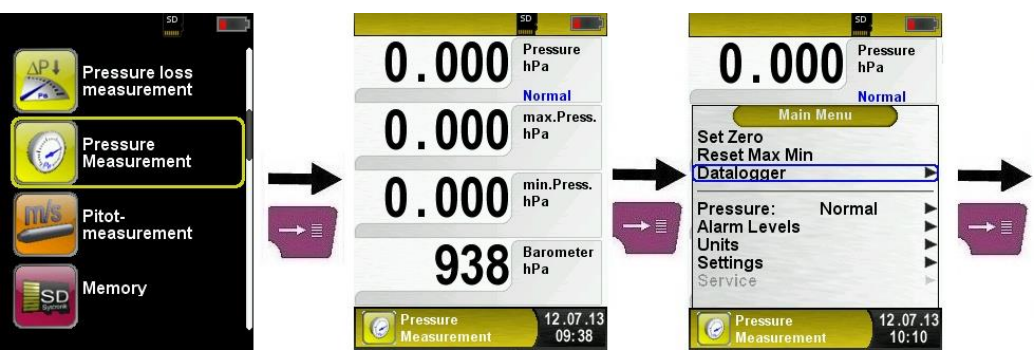 SD
ΔP↓
Pa
Pressure loss
measurement
Pressure
Measurement
m/s
Pitot-
measurement
SD
Memory
SD
0.000 Pressure
hPa
Normal
0.000 max.Press.
hPa
0.000 min.Press.
hPa
938 Barometer
hPa
Pressure
Measurement
12.07.13
09:38
SD
0.000 Pressure
hPa
Normal
Main Menu
Set Zero
Reset Max Min
Datalogger
Pressure: Normal
Alarm Levels
Units
Settings
Service
Pressure
Measurement
12.07.13
10:10